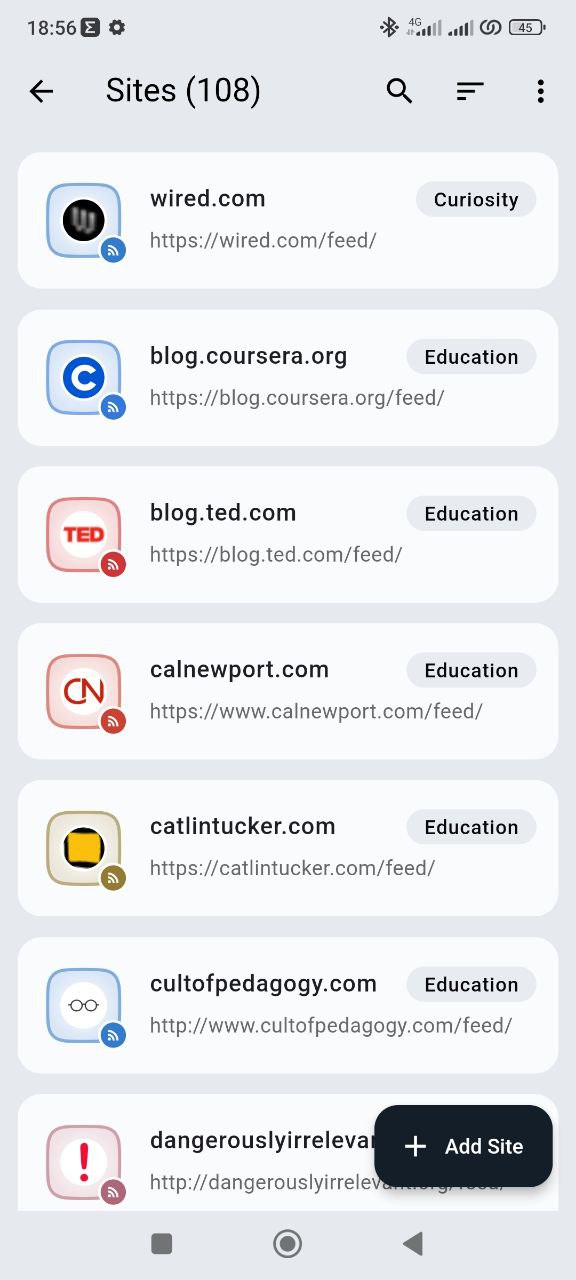 18:56
4G
45
Sites (108)
wired.com
Curiosity
https://wired.com/feed/
blog.coursera.org
Education
https://blog.coursera.org/feed/
TED
blog.ted.com
Education
https://blog.ted.com/feed/
CN
calnewport.com
Education
https://www.calnewport.com/feed/
catlintucker.com
Education
https://catlintucker.com/feed/
cultofpedagogy.com
Education
http://www.cultofpedagogy.com/feed/
dangerouslyirreleva
http://dangerouslyirrelevant.org/feed/
Add Site